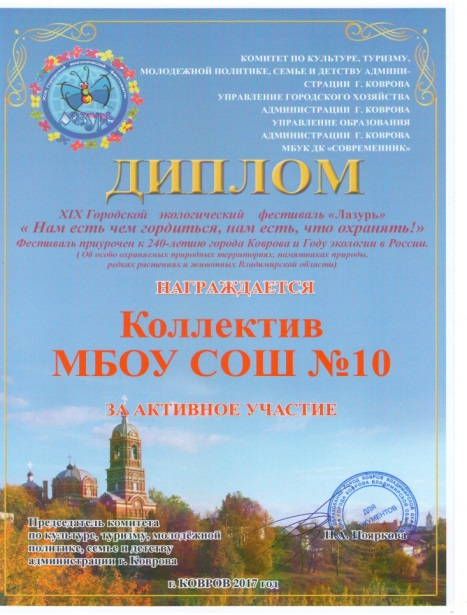 Лазурь
КОМИТЕТ ПО КУЛЬТУРЕ, ТУРИЗМУ,
МОЛОДЕЖНОЙ ПОЛИТИКЕ, СЕМЬЕ И ДЕТСТВУ АДМИНИ-
СТРАЦИИ Г. КОВРОВА
УПРАВЛЕНИЕ ГОРОДСКОГО ХОЗЯЙСТВА
АДМИНИСТРАЦИИ Г. КОВРОВА
УПРАВЛЕНИЕ ОБРАЗОВАНИЯ
АДМИНИСТРАЦИИ Г. КОВРОВА
МБУК ДК «СОВРЕМЕННИК»
ДИПЛОМ
XIX Городской экологический фестиваль «Лазурь»
« Нам есть чем гордиться, нам есть, что охранять!»
Фестиваль приурочен к 240-летию города Коврова и Году экологии в России.
( Об особо охраняемых природных территориях, памятниках природы,
редких растениях и животных Владимирской области)
НАГРАЖДАЕТСЯ
Коллектив
МБОУ СОШ №10
ЗА АКТИВНОЕ УЧАСТИЕ
Председатель комитета
по культуре, туризму, молодёжной
политике, семье и детству
администрации г. Коврова
И.А. Пояркова
ДЛЯ
ДОКУМЕНТОВ
г. КОВРОВ 2017 год